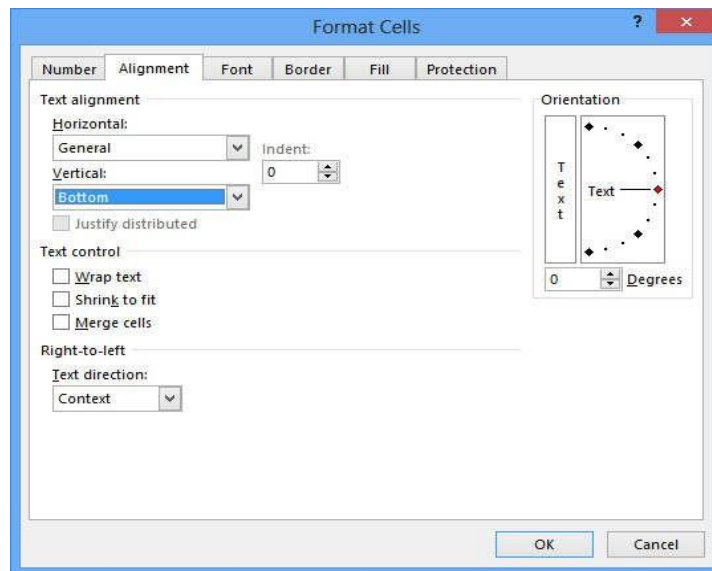 Format Cells
?
×
Number Alignment Font Border Fill Protection
Text alignment
Horizontal:
General
Indent:
0
Vertical:
Bottom
Justify distributed
Text control
Wrap text
Shrink to fit
Merge cells
Right-to-left
Text direction:
Context
Orientation
T
e
x
t
Text
0 Degrees
OK Cancel